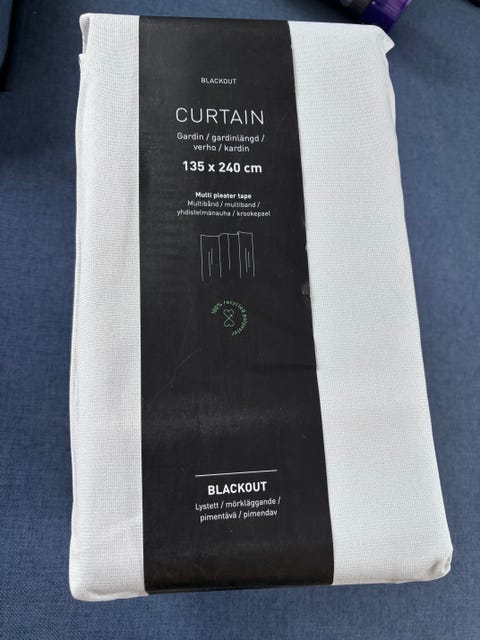 BLACKOUT
CURTAIN
Gardin / gardinlängd /
verho / kardin
135 x 240 cm
Multi pleater tape
Multibånd / multiband /
yhdistelmänauha / krookepael
100% recycled polyester
BLACKOUT
Lystett / mörkläggande /
pimentävä / pimendav